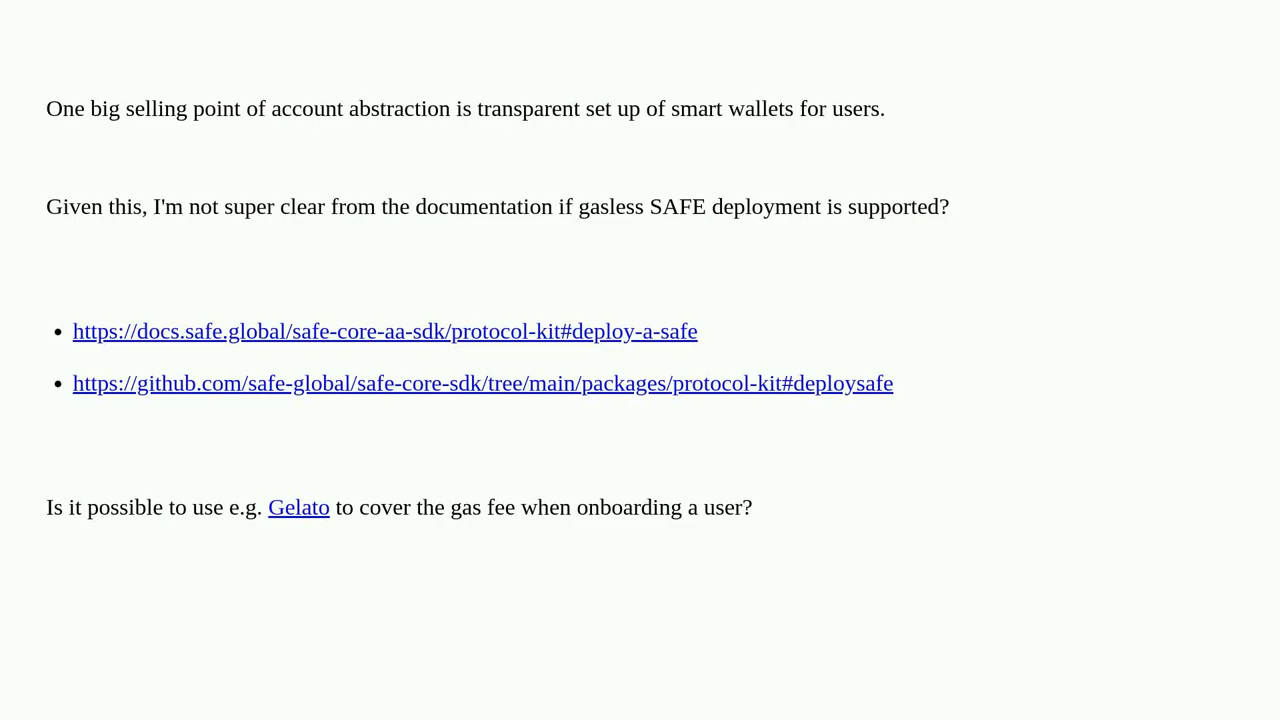 One big selling point of account abstraction is transparent set up of smart wallets for users.
Given this, I'm not super clear from the documentation if gasless SAFE deployment is supported?
• https://docs.safe.global/safe-core-aa-sdk/protocol-kit#deploy-a-safe
• https://github.com/safe-global/safe-core-sdk/tree/main/packages/protocol-kit#deploysafe
Is it possible to use e.g. Gelato to cover the gas fee when onboarding a user?